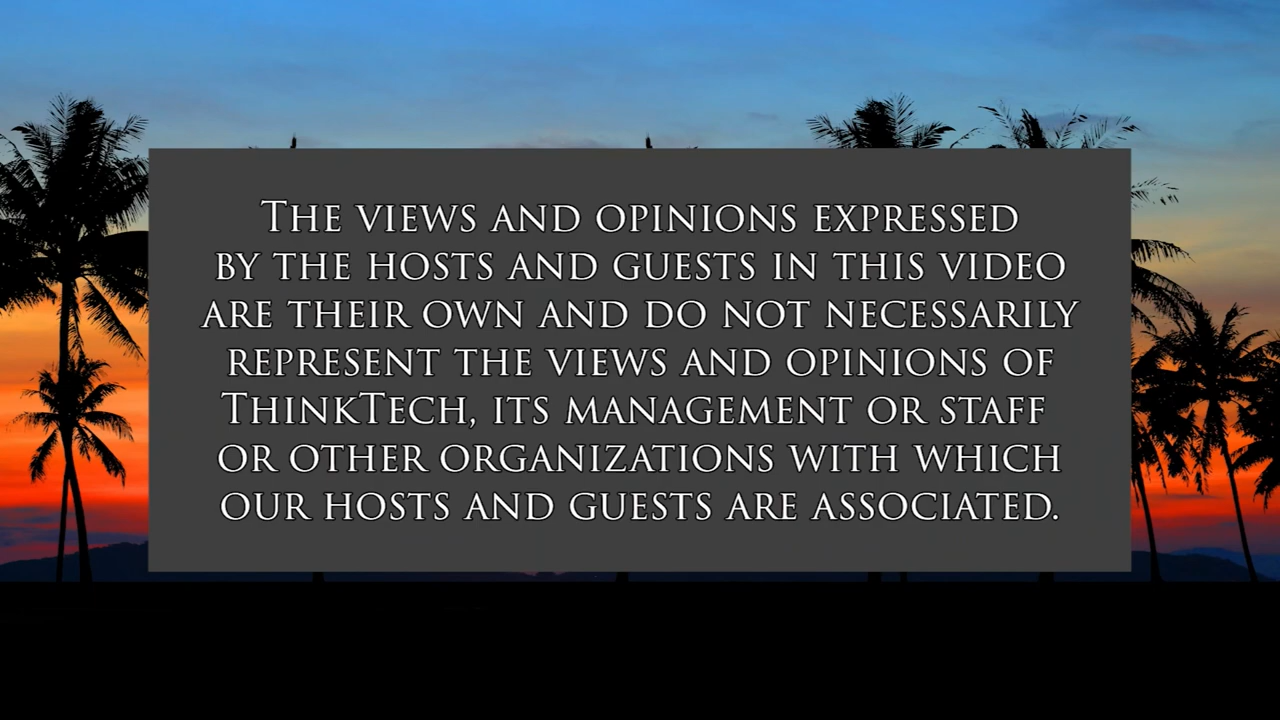 The views and opinions expressed
by the hosts and guests in this video
are their own and do not necessarily
represent the views and opinions of
ThinkTech, its management or staff
or other organizations with which
our hosts and guests are associated.